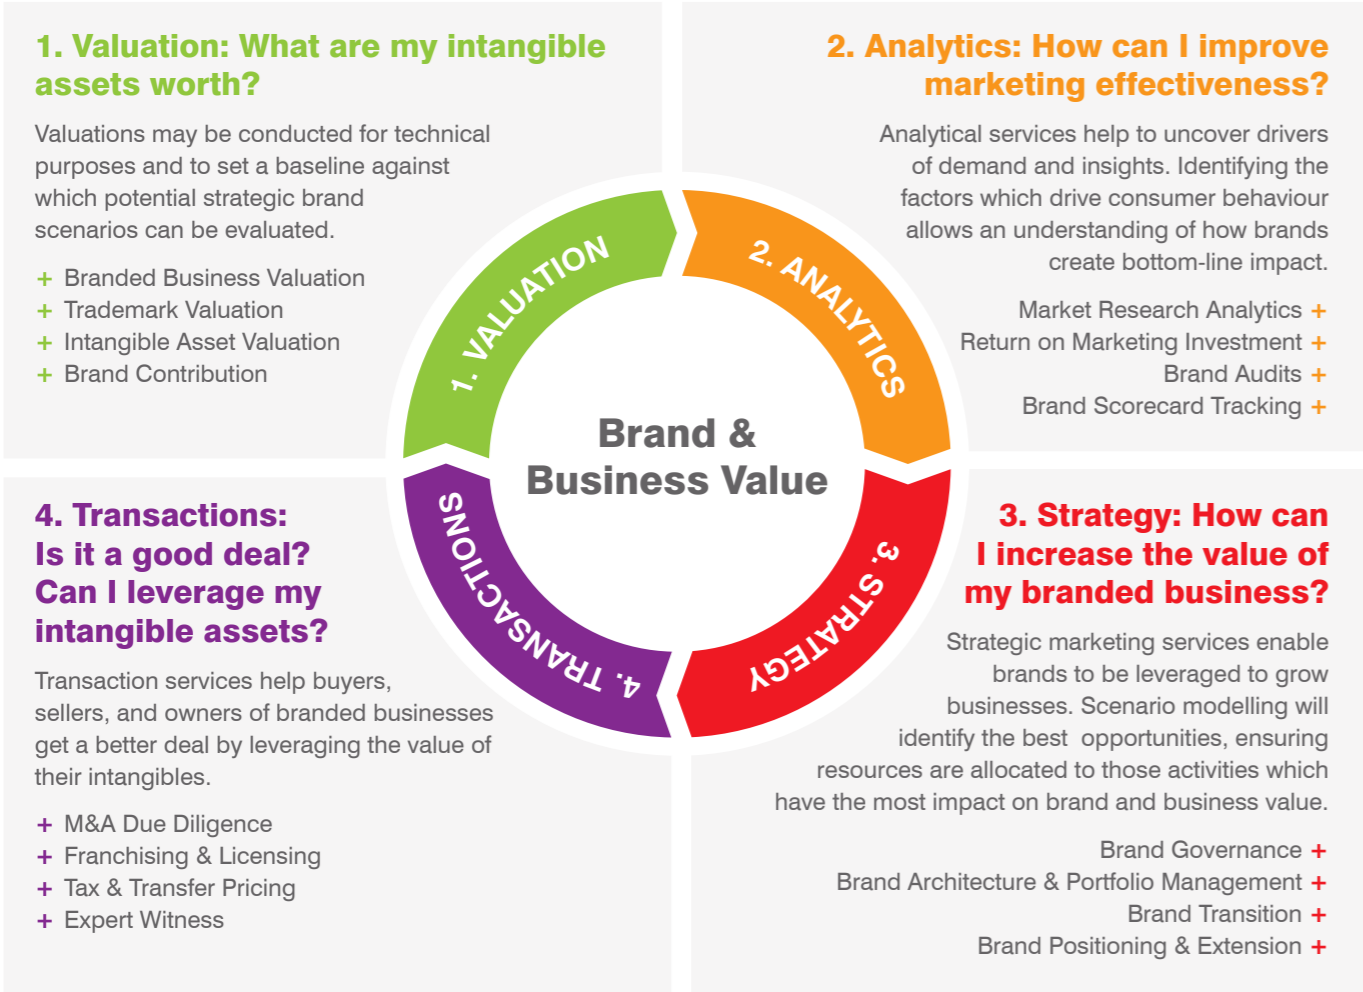 1. Valuation: What are my intangible
assets worth?
Valuations may be conducted for technical
purposes and to set a baseline against
which potential strategic brand
scenarios can be evaluated.
+ Branded Business Valuation
+ Trademark Valuation
+ Intangible Asset Valuation
+ Brand Contribution
2. Analytics: How can I improve
marketing effectiveness?
Analytical services help to uncover drivers
of demand and insights. Identifying the
factors which drive consumer behaviour
allows an understanding of how brands
create bottom-line impact.
Market Research Analytics +
Return on Marketing Investment +
Brand Audits +
Brand Scorecard Tracking +
1. VALUATION
2. ANALYTICS
3. STRATEGY
4. TRANSACTIONS
Brand &
Business Value
4. Transactions:
Is it a good deal?
Can I leverage my
intangible assets?
Transaction services help buyers,
sellers, and owners of branded businesses
get a better deal by leveraging the value of
their intangibles.
+ M&A Due Diligence
+ Franchising & Licensing
+ Tax & Transfer Pricing
+ Expert Witness
3. Strategy: How can
I increase the value of
my branded business?
Strategic marketing services enable
brands to be leveraged to grow
businesses. Scenario modelling will
identify the best opportunities, ensuring
resources are allocated to those activities which
have the most impact on brand and business value.
Brand Governance +
Brand Architecture & Portfolio Management +
Brand Transition +
Brand Positioning & Extension +